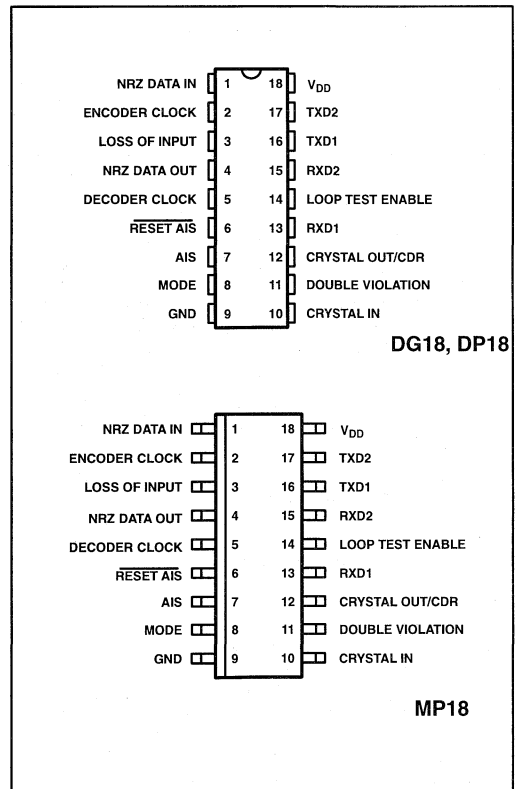 NRZ DATA IN 1 18 VDD
ENCODER CLOCK 2 17 TXD2
LOSS OF INPUT 3 16 TXD1
NRZ DATA OUT 4 15 RXD2
DECODER CLOCK 5 14 LOOP TEST ENABLE
RESET AIS 6 13 RXD1
AIS 7 12 CRYSTAL OUT/CDR
MODE 8 11 DOUBLE VIOLATION
GND 9 10 CRYSTAL IN
DG18, DP18
NRZ DATA IN 1 18 VDD
ENCODER CLOCK 2 17 TXD2
LOSS OF INPUT 3 16 TXD1
NRZ DATA OUT 4 15 RXD2
DECODER CLOCK 5 14 LOOP TEST ENABLE
RESET AIS 6 13 RXD1
AIS 7 12 CRYSTAL OUT/CDR
MODE 8 11 DOUBLE VIOLATION
GND 9 10 CRYSTAL IN
MP18